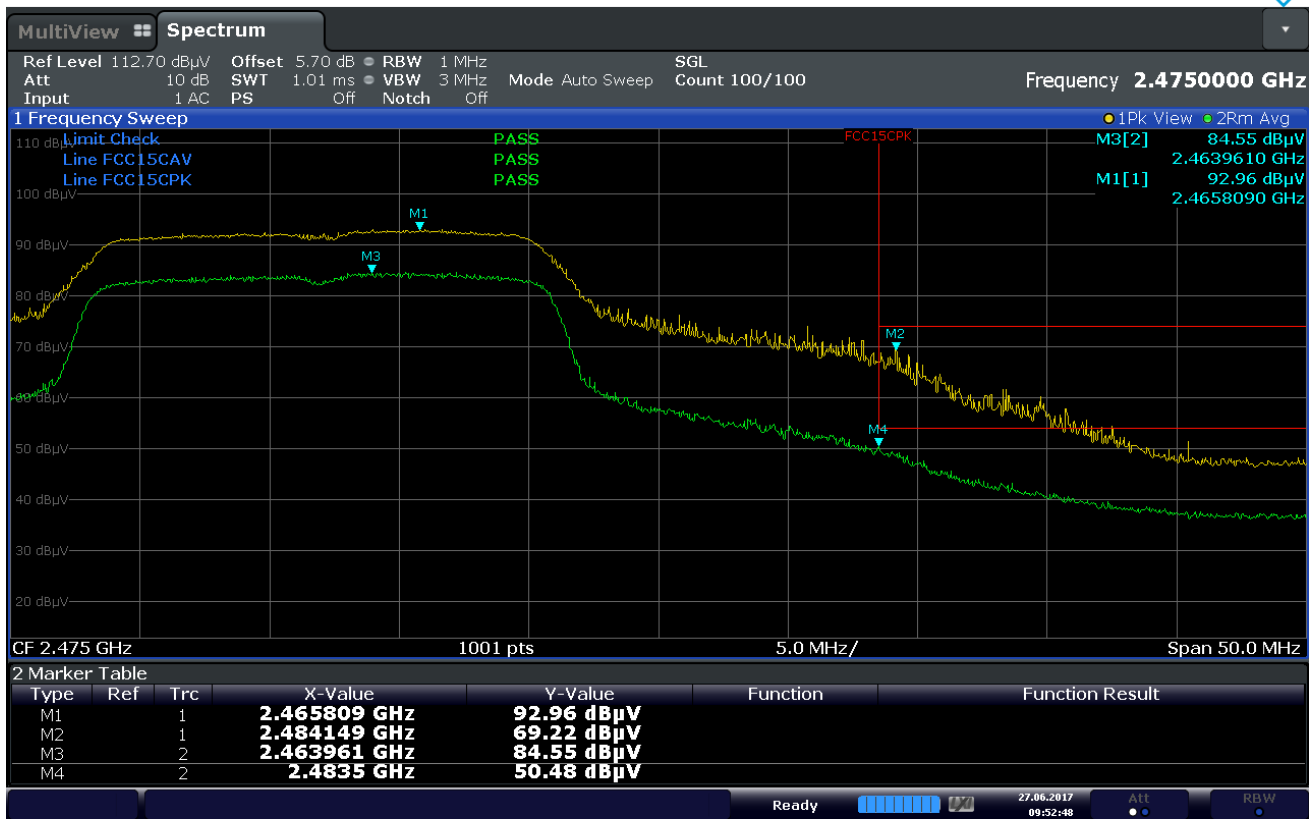 MultiView Spectrum
Ref Level 112.70 dBµV Offset 5.70 dB RBW 1 MHz SGL
Att 10 dB SWT 1.01 ms VBW 3 MHz Mode Auto Sweep Count 100/100 Frequency 2.4750000 GHz
Input 1 AC PS Off Notch Off
1 Frequency Sweep 1Pk View 2Rm Avg
110 dBµV Limit Check PASS FCC15CPK M3[2] 84.55 dBµV
Line FCC15CAV PASS 2.4639610 GHz
Line FCC15CPK PASS M1[1] 92.96 dBµV
100 dBµV 2.4658090 GHz
M1
90 dBµV
M3
80 dBµV
M2
70 dBµV
60 dBµV
M4
50 dBµV
40 dBµV
30 dBµV
20 dBµV
CF 2.475 GHz 1001 pts 5.0 MHz/ Span 50.0 MHz
2 Marker Table
Type Ref Trc X-Value Y-Value Function Function Result
M1 1 2.465809 GHz 92.96 dBµV
M2 1 2.484149 GHz 69.22 dBµV
M3 2 2.463961 GHz 84.55 dBµV
M4 2 2.4835 GHz 50.48 dBµV
Ready 27.06.2017 Att RBW
09:52:48